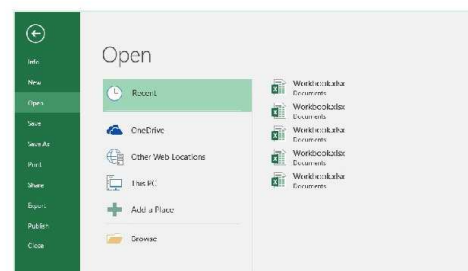 Info
New
Open
Save
Save As
Print
Share
Export
Publish
Close
Open
Recent
OneDrive
Other Web Locations
This PC
Add a Place
Browse
Workbook.xlsx
Documents
Workbook.xlsx
Documents
Workbook.xlsx
Documents
Workbook.xlsx
Documents
Workbook.xlsx
Documents